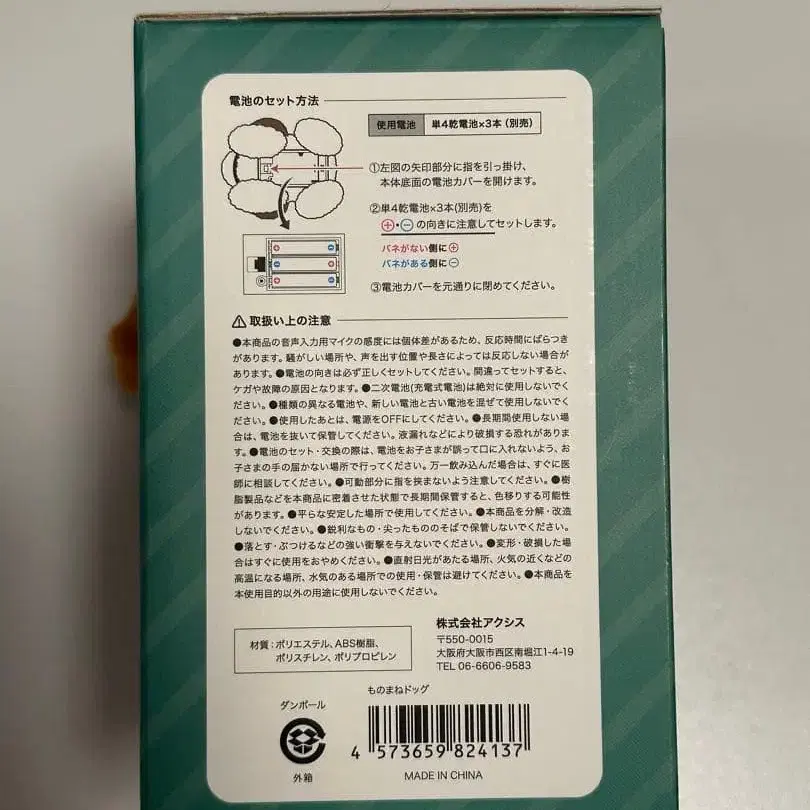 電池のセット方法
使用電池 単4乾電池×3本(別売)
①左図の矢印部分に指を引っ掛け、
本体底面の電池カバーを開けます。
②単4乾電池×3本(別売)を
⊕・⊖の向きに注意してセットします。
バネがない側に⊕
バネがある側に⊖
③電池カバーを元通りに閉めてください。
⚠取扱い上の注意
●本商品の音声入力用マイクの感度には個体差があるため、反応時間にばらつき
があります。騒がしい場所や、声を出す位置や長さによっては反応しない場合が
あります。●電池の向きは必ず正しくセットしてください。間違ってセットすると、
ケガや故障の原因となります。●二次電池(充電式電池)は絶対に使用しないでく
ださい。●種類の異なる電池や、新しい電池と古い電池を混ぜて使用しないでくだ
さい。●使用したあとは、電源をOFFにしてください。●長期間使用しない場
合は、電池を抜いて保管してください。液漏れなどにより破損する恐れがありま
す。●電池のセット・交換の際は、電池をお子さまが誤って口に入れないよう、お
子さまの手の届かない場所で行ってください。万一飲み込んだ場合は、すぐに医
師に相談してください。●可動部分に指を挟まないよう注意してください。●樹
脂製品などを本商品に密着させた状態で長期間保管すると、色移りする可能性
があります。●平らな安定した場所で使用してください。●本商品を分解・改造
しないでください。●鋭利なもの・尖ったもののそばで保管しないでください。
●落とす・ぶつけるなどの強い衝撃を与えないでください。●変形・破損した場
合はすぐに使用をおやめください。●直射日光があたる場所、火気の近くなどの
高温になる場所、水気のある場所での使用・保管は避けてください。●本商品を
本使用目的以外の用途に使用しないでください。
材質：ポリエステル、ABS樹脂、
ポリスチレン、ポリプロピレン
株式会社アクシス
〒550-0015
大阪府大阪市西区南堀江1-4-19
TEL 06-6606-9583
ものまねドッグ
ダンボール
外箱
4 573659 824137
MADE IN CHINA